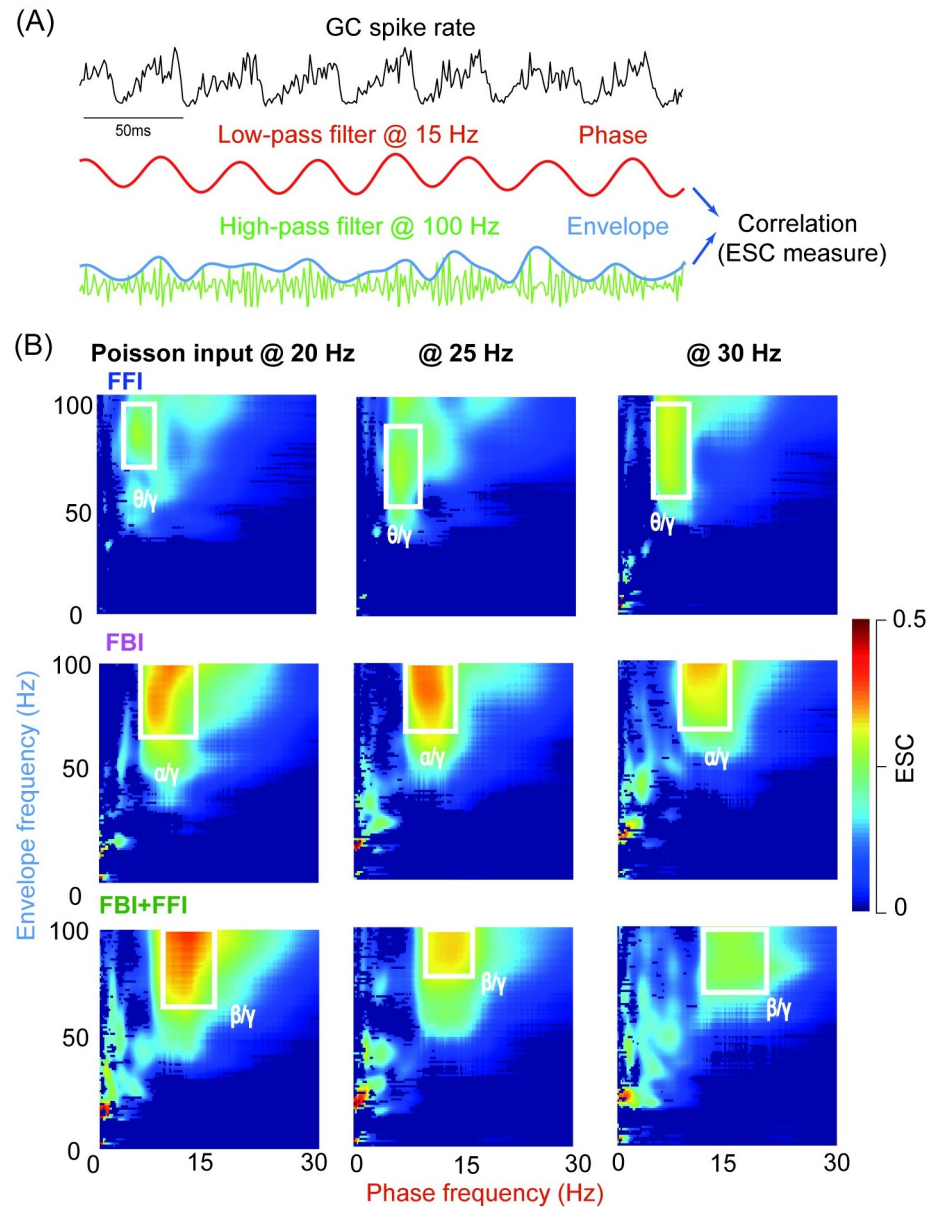 (A)
GC spike rate
50ms
Low-pass filter @ 15 Hz
Phase
High-pass filter @ 100 Hz
Envelope
Correlation
(ESC measure)
(B)
Poisson input @ 20 Hz
@ 25 Hz
@ 30 Hz
FFI
100
50
0
θ/γ
θ/γ
θ/γ
FBI
100
50
0
α/γ
α/γ
α/γ
0.5
ESC
0
Envelope frequency (Hz)
FBI+FFI
100
50
0
β/γ
β/γ
β/γ
0
15
30
0
15
30
0
15
30
Phase frequency (Hz)